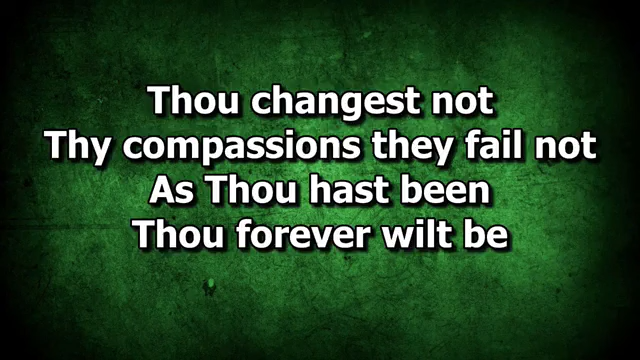 Thou changest not
Thy compassions they fail not
As Thou hast been
Thou forever wilt be